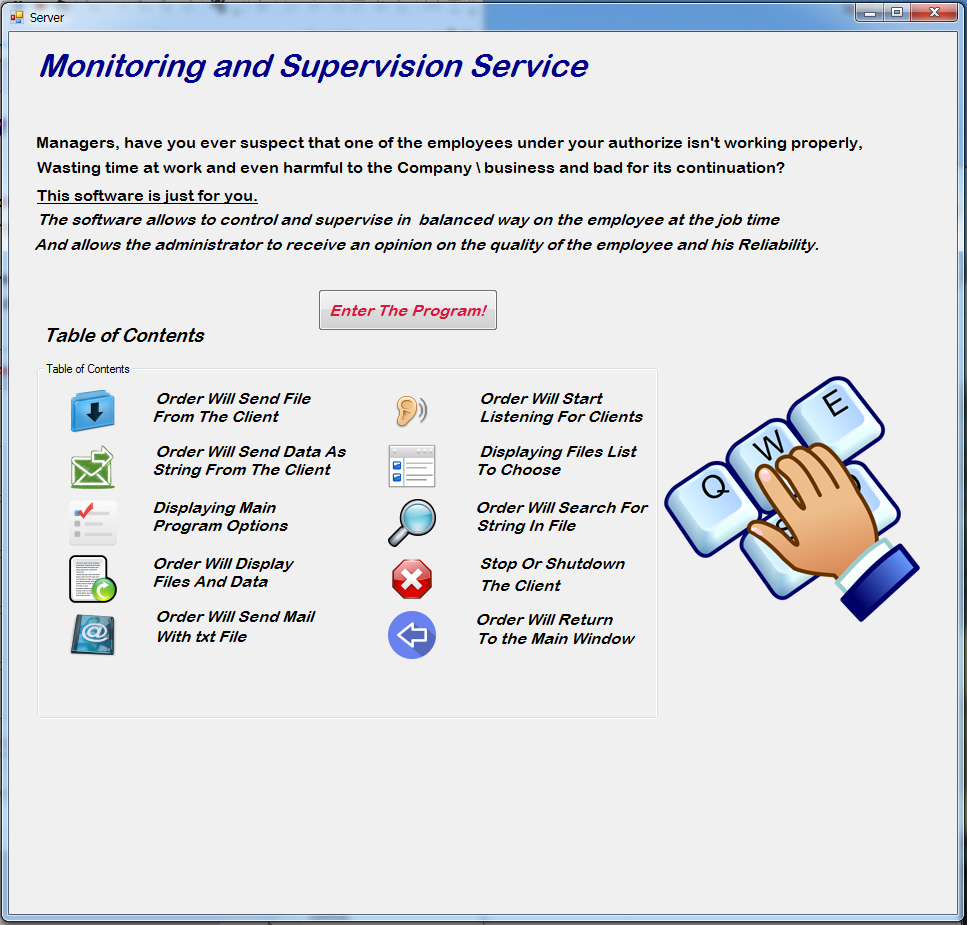 Server
Monitoring and Supervision Service
Managers, have you ever suspect that one of the employees under your authorize isn't working properly,
Wasting time at work and even harmful to the Company \ business and bad for its continuation?
This software is just for you.
The software allows to control and supervise in  balanced way on the employee at the job time
And allows the administrator to receive an opinion on the quality of the employee and his Reliability.
Enter The Program!
Table of Contents
Table of Contents
Order Will Send File
From The Client
Order Will Start
Listening For Clients
Order Will Send Data As
String From The Client
Displaying Files List
To Choose
Displaying Main
Program Options
Order Will Search For
String In File
Order Will Display
Files And Data
Stop Or Shutdown
The Client
Order Will Send Mail
With txt File
Order Will Return
To the Main Window
E
W
Q